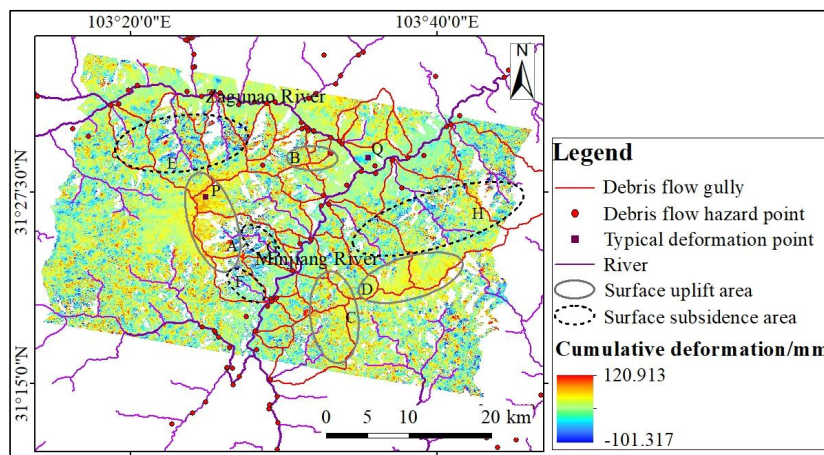 103°20'0"E
103°40'0"E
N
Zagunao River
B
Q
E
P
31°27'30"N
H
A
G
Minjiang River
F
D
C
31°15'0"N
0 5 10 20 km
Legend
Debris flow gully
Debris flow hazard point
Typical deformation point
River
Surface uplift area
Surface subsidence area
Cumulative deformation/mm
120.913
-101.317